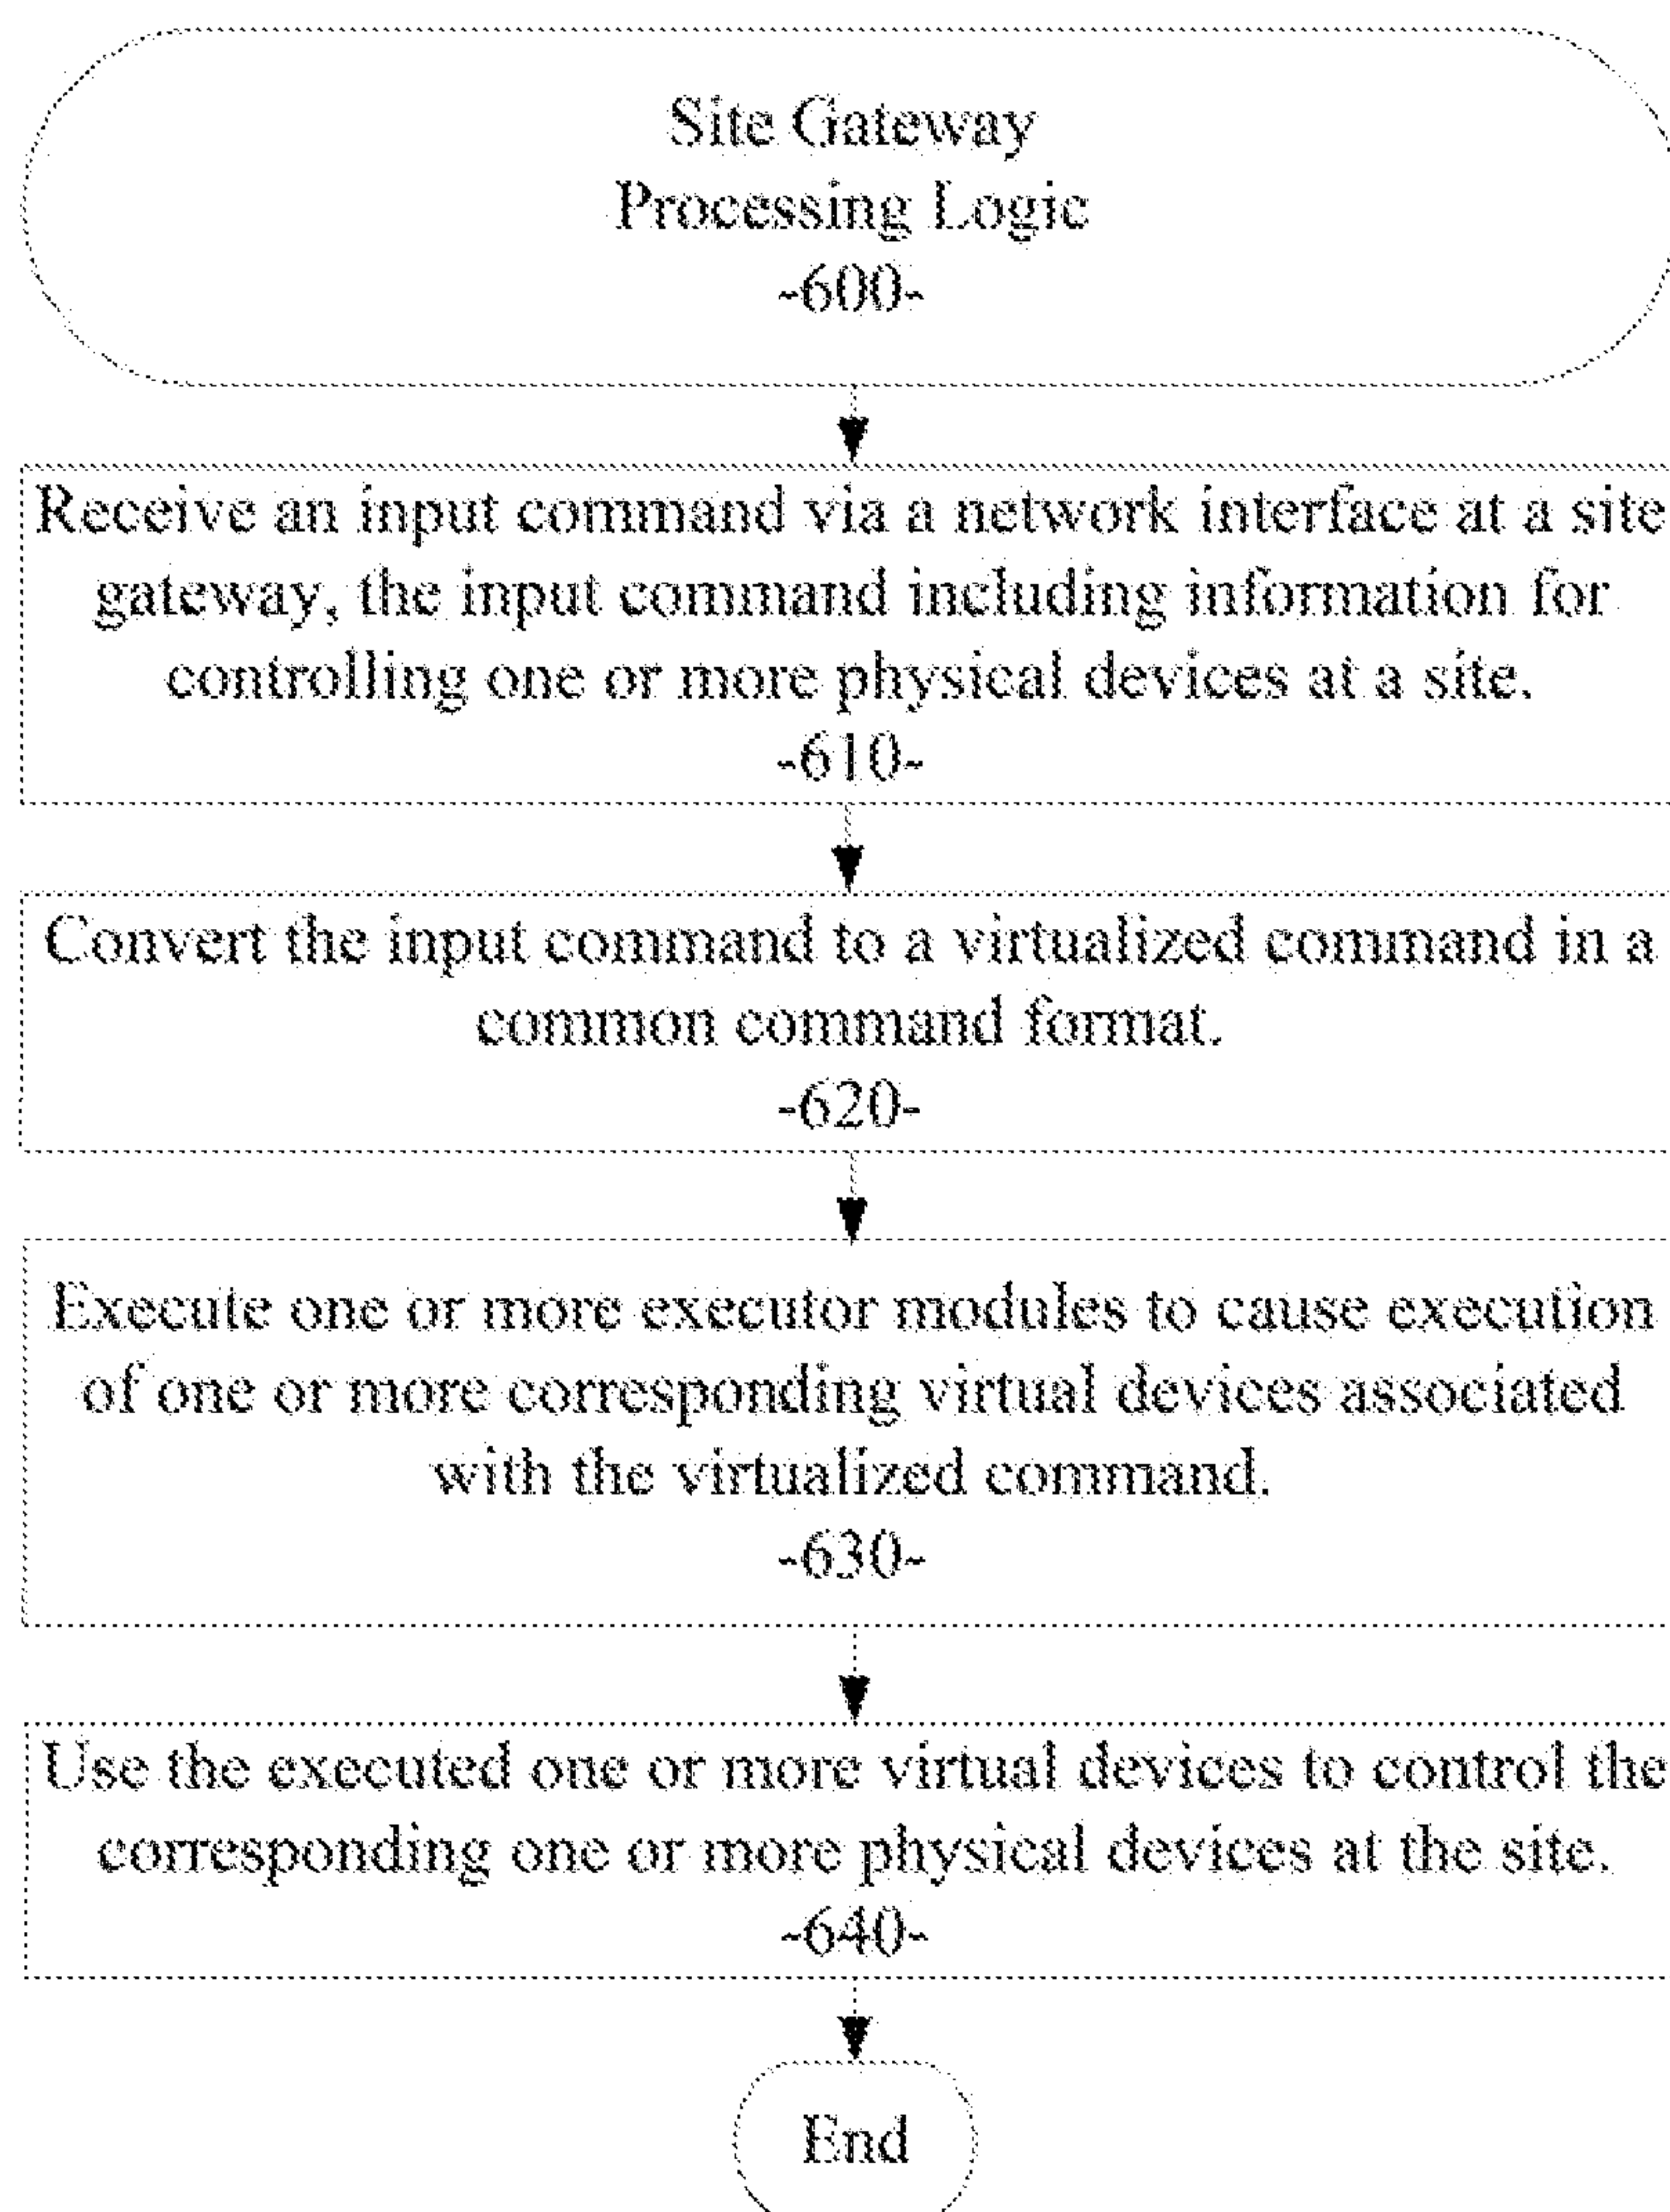 Site Gateway
Processing Logic
-600-
Receive an input command via a network interface at a site
gateway, the input command including information for
controlling one or more physical devices at a site.
-610-
Convert the input command to a virtualized command in a
common command format.
-620-
Execute one or more executor modules to cause execution
of one or more corresponding virtual devices associated
with the virtualized command.
-630-
Use the executed one or more virtual devices to control the
corresponding one or more physical devices at the site.
-640-
End